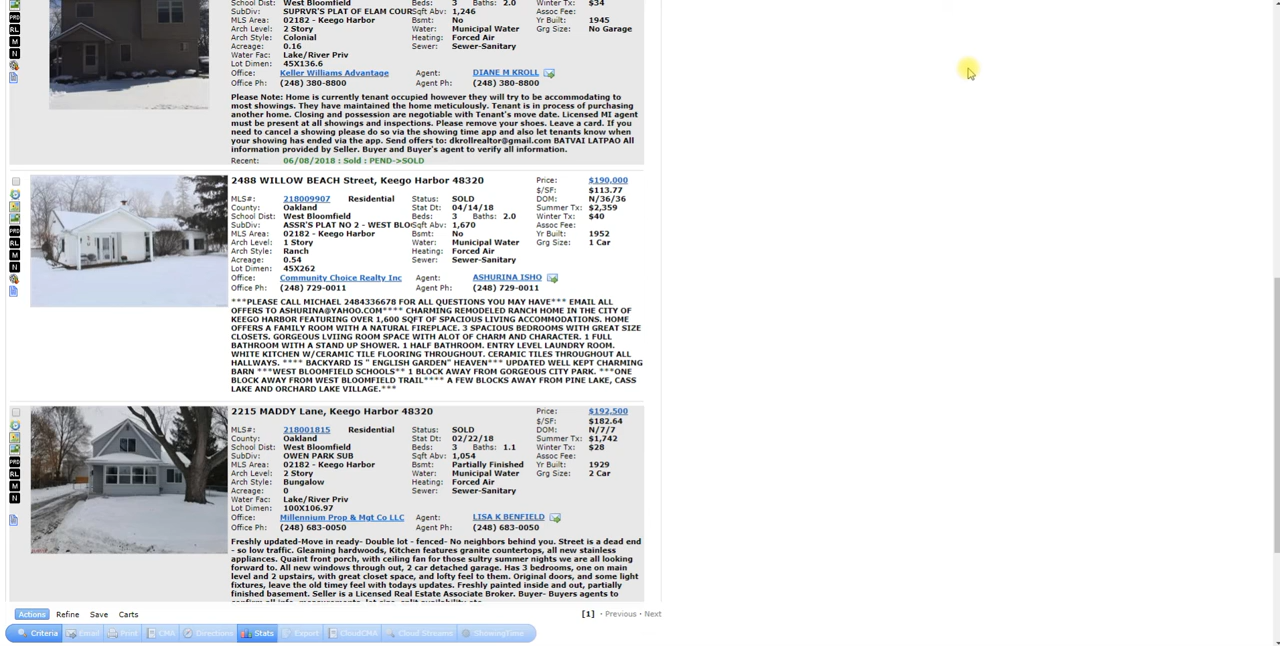 School Dist: West Bloomfield Beds: 3 Baths: 2.0 Winter Tx: $34
SubDiv: SUPRVR'S PLAT OF ELAM COUR Sqft Abv: 1,246 Assoc Fee:
MLS Area: 02182 - Keego Harbor Bsmt: No Yr Built: 1945
Arch Level: 2 Story Water: Municipal Water Grg Size: No Garage
Arch Style: Colonial Heating: Forced Air
Acreage: 0.16 Sewer: Sewer-Sanitary
Water Fac: Lake/River Priv
Lot Dimen: 45X136.6
Office: Keller Williams Advantage Agent: DIANE M KROLL
Office Ph: (248) 380-8800 Agent Ph: (248) 380-8800
Please Note: Home is currently tenant occupied however they will try to be accommodating to
most showings. They have maintained the home meticulously. Tenant is in process of purchasing
another home. Closing and possession are negotiable with Tenant's move date. Licensed MI agent
must be present at all showings and inspections. Please remove your shoes. Leave a card. If you
need to cancel a showing please do so via the showing time app and also let tenants know when
your showing has ended via the app. Send offers to: dkrollrealtor@gmail.com BATVAI LATPAO All
information provided by Seller. Buyer and Buyer's agent to verify all information.
Recent: 06/08/2018 : Sold : PEND->SOLD
PRD
RL
M
N
2488 WILLOW BEACH Street, Keego Harbor 48320 Price: $190,000
$/SF: $113.77
MLS#: 218009907 Residential Status: SOLD DOM: N/36/36
County: Oakland Stat Dt: 04/14/18 Summer Tx: $2,359
School Dist: West Bloomfield Beds: 3 Baths: 2.0 Winter Tx: $40
SubDiv: ASSR'S PLAT NO 2 - WEST BLO Sqft Abv: 1,670 Assoc Fee:
MLS Area: 02182 - Keego Harbor Bsmt: No Yr Built: 1952
Arch Level: 1 Story Water: Municipal Water Grg Size: 1 Car
Arch Style: Ranch Heating: Forced Air
Acreage: 0.54 Sewer: Sewer-Sanitary
Lot Dimen: 45X262
Office: Community Choice Realty Inc Agent: ASHURINA ISHO
Office Ph: (248) 729-0011 Agent Ph: (248) 729-0011
***PLEASE CALL MICHAEL 2484336678 FOR ALL QUESTIONS YOU MAY HAVE*** EMAIL ALL
OFFERS TO ASHURINA@YAHOO.COM**** CHARMING REMODELED RANCH HOME IN THE CITY OF
KEEGO HARBOR FEATURING OVER 1,600 SQFT OF SPACIOUS LIVING ACCOMMODATIONS. HOME
OFFERS A FAMILY ROOM WITH A NATURAL FIREPLACE. 3 SPACIOUS BEDROOMS WITH GREAT SIZE
CLOSETS. GORGEOUS LVIING ROOM SPACE WITH ALOT OF CHARM AND CHARACTER. 1 FULL
BATHROOM WITH A STAND UP SHOWER. 1 HALF BATHROOM. ENTRY LEVEL LAUNDRY ROOM.
WHITE KITCHEN W/CERAMIC TILE FLOORING THROUGHOUT. CERAMIC TILES THROUGHOUT ALL
HALLWAYS. **** BACKYARD IS " ENGLISH GARDEN" HEAVEN*** UPDATED WELL KEPT CHARMING
BARN ***WEST BLOOMFIELD SCHOOLS** 1 BLOCK AWAY FROM GORGEOUS CITY PARK. ***ONE
BLOCK AWAY FROM WEST BLOOMFIELD TRAIL**** A FEW BLOCKS AWAY FROM PINE LAKE, CASS
LAKE AND ORCHARD LAKE VILLAGE.***
PRD
RL
M
N
2215 MADDY Lane, Keego Harbor 48320 Price: $192,500
$/SF: $182.64
MLS#: 218001815 Residential Status: SOLD DOM: N/7/7
County: Oakland Stat Dt: 02/22/18 Summer Tx: $1,742
School Dist: West Bloomfield Beds: 3 Baths: 1.1 Winter Tx: $28
SubDiv: OWEN PARK SUB Sqft Abv: 1,054 Assoc Fee:
MLS Area: 02182 - Keego Harbor Bsmt: Partially Finished Yr Built: 1929
Arch Level: 2 Story Water: Municipal Water Grg Size: 2 Car
Arch Style: Bungalow Heating: Forced Air
Acreage: 0 Sewer: Sewer-Sanitary
Water Fac: Lake/River Priv
Lot Dimen: 100X106.97
Office: Millennium Prop & Mgt Co LLC Agent: LISA K BENFIELD
Office Ph: (248) 683-0050 Agent Ph: (248) 683-0050
Freshly updated-Move in ready- Double lot - fenced- No neighbors behind you. Street is a dead end
- so low traffic. Gleaming hardwoods, Kitchen features granite countertops, all new stainless
appliances. Quaint front porch, with ceiling fan for those sultry summer nights we are all looking
forward to. All new windows through out, 2 car detached garage. Has 3 bedrooms, one on main
level and 2 upstairs, with great closet space, and lofty feel to them. Original doors, and some light
fixtures, leave the old timey feel with todays updates. Freshly painted inside and out, partially
finished basement. Seller is a Licensed Real Estate Associate Broker. Buyer- Buyers agents to
PRD
RL
M
N
Actions Refine Save Carts [1] · Previous · Next
Criteria Email Print CMA Directions Stats Export CloudCMA Cloud Streams ShowingTime